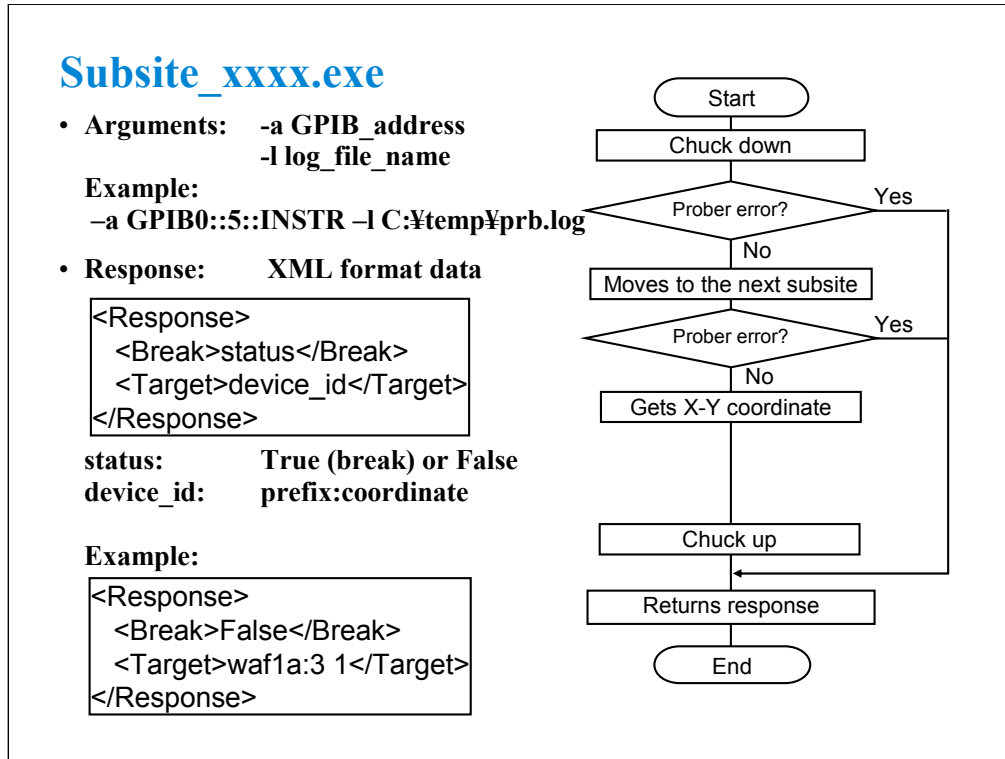 Subsite_xxxx.exe
• Arguments: -a GPIB_address
-l log_file_name
Example:
–a GPIB0::5::INSTR –l C:¥temp¥prb.log
• Response: XML format data
<Response>
<Break>status</Break>
<Target>device_id</Target>
</Response>
status: True (break) or False
device_id: prefix:coordinate
Example:
<Response>
<Break>False</Break>
<Target>waf1a:3 1</Target>
</Response>
Start
Chuck down
Prober error?
Yes
No
Moves to the next subsite
Prober error?
Yes
No
Gets X-Y coordinate
Chuck up
Returns response
End